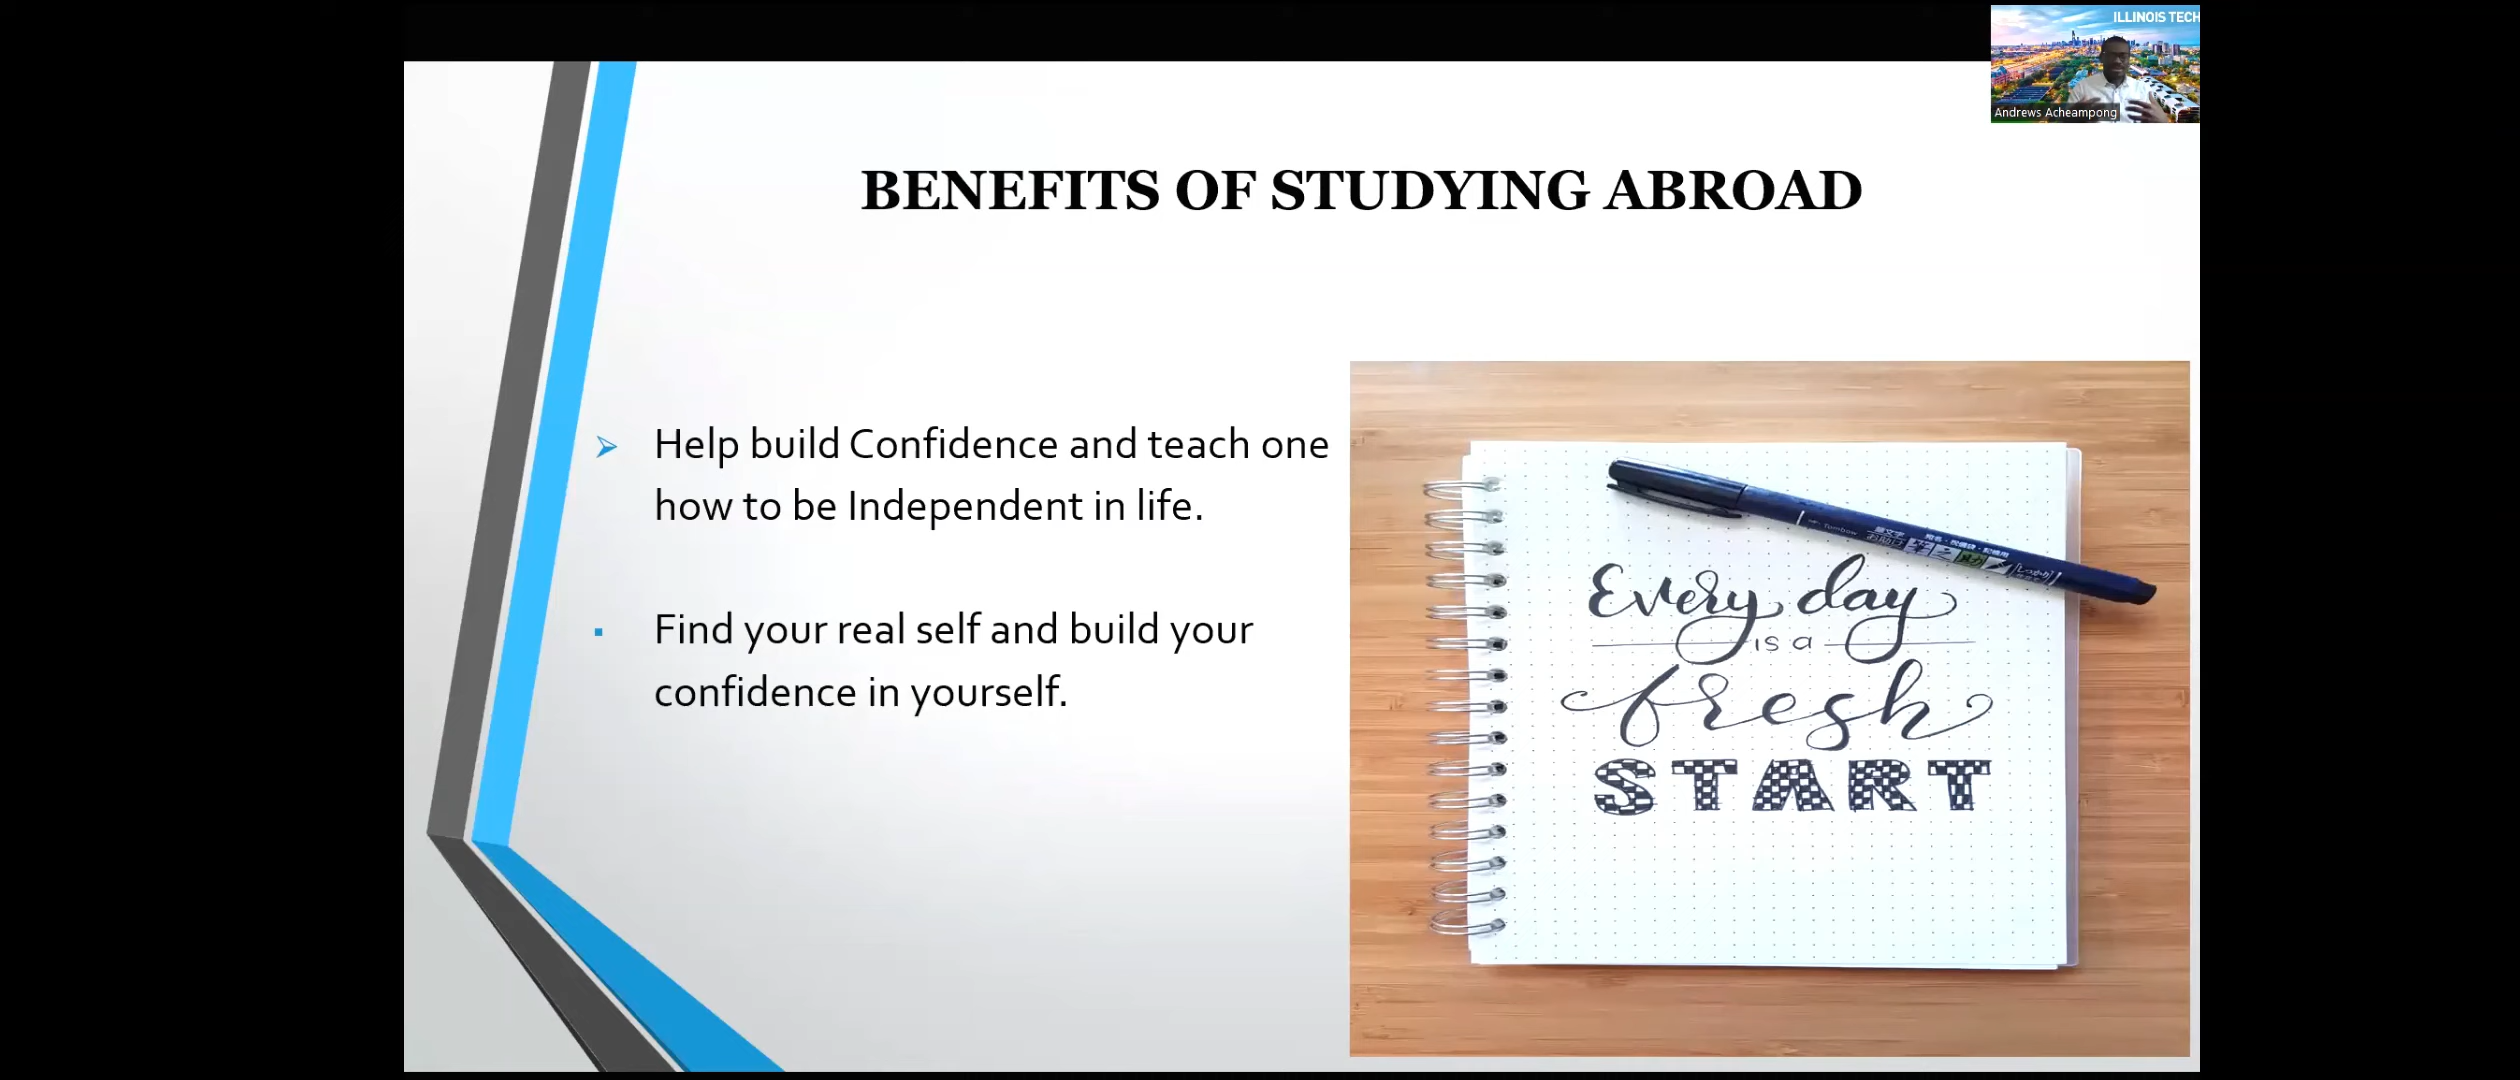 ILLINOIS TECH
Andrews Acheampong
BENEFITS OF STUDYING ABROAD
Help build Confidence and teach one
how to be Independent in life.
Find your real self and build your
confidence in yourself.
Tombow
Every day
is a
fresh
START